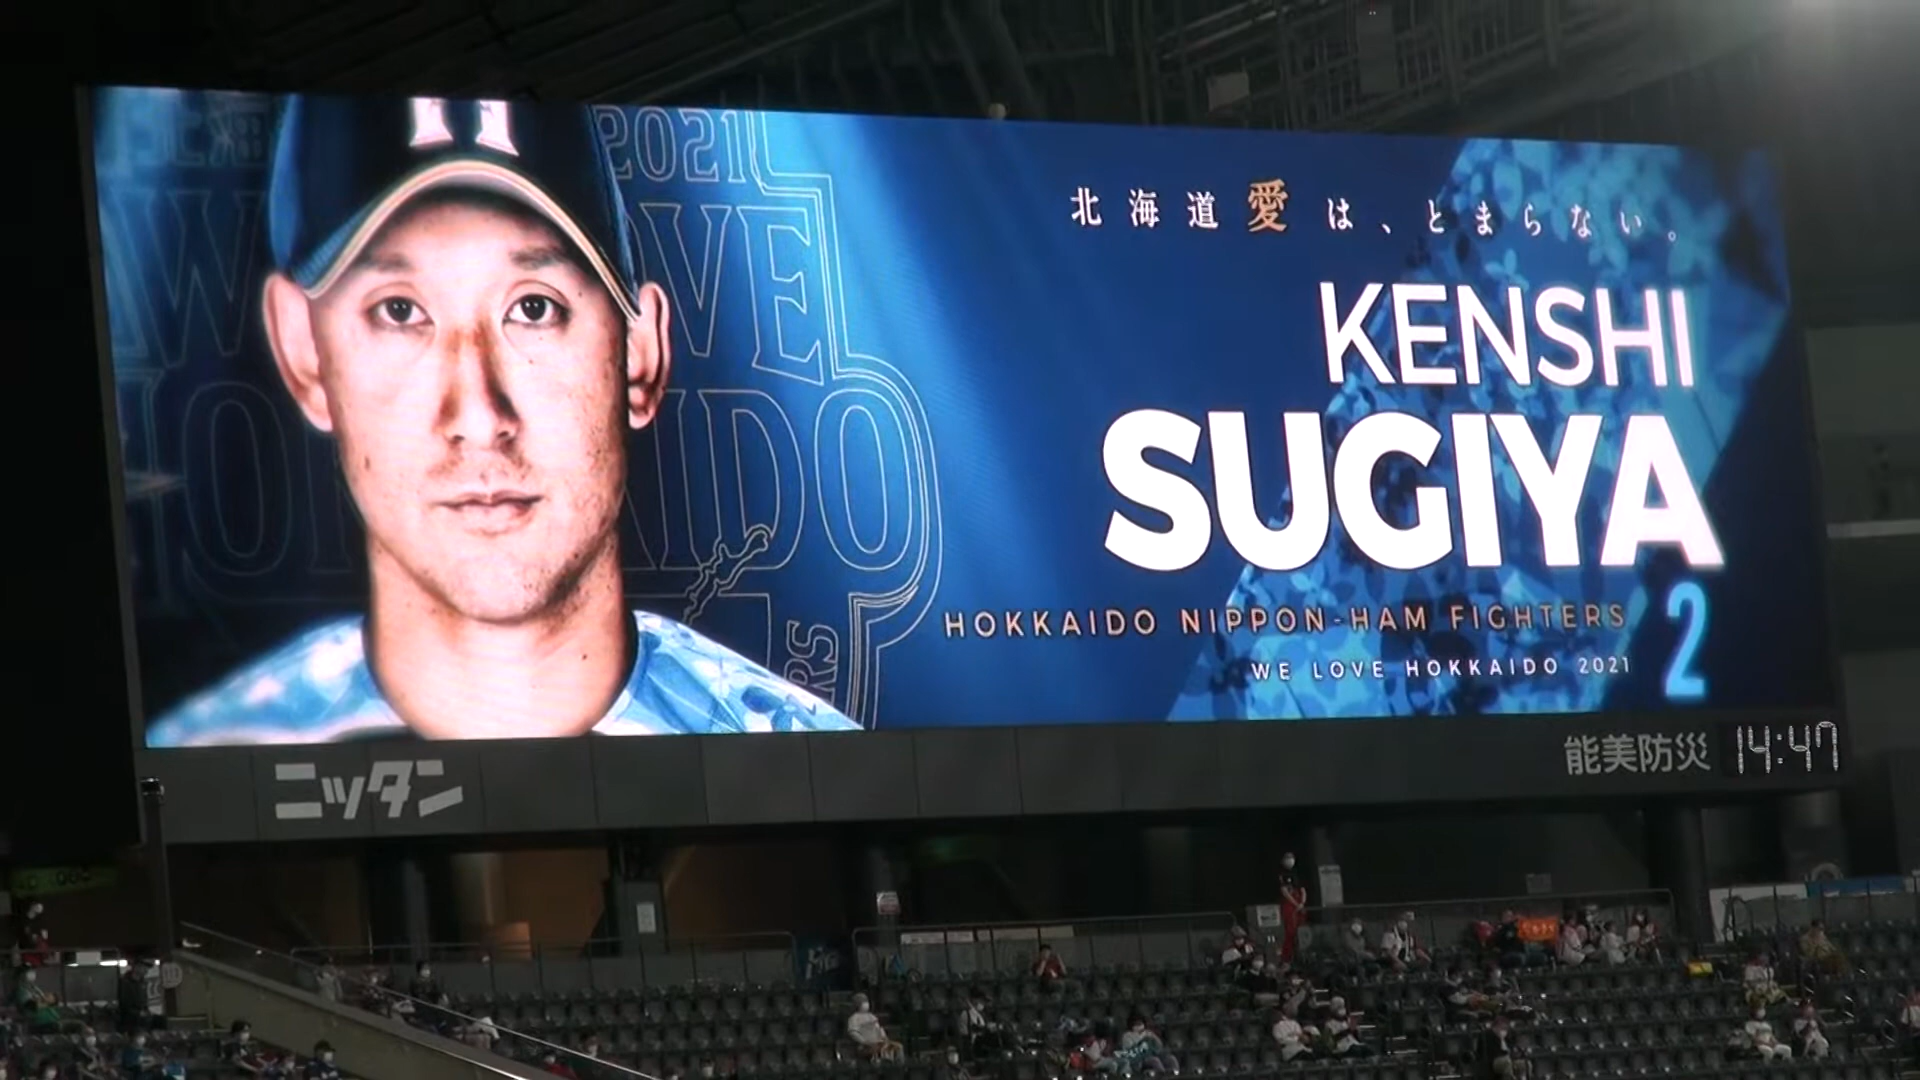 2021
北海道愛は、とまらない。
KENSHI
SUGIYA
HOKKAIDO NIPPON-HAM FIGHTERS
2
WE LOVE HOKKAIDO 2021
ニッタン
能美防災
14:47